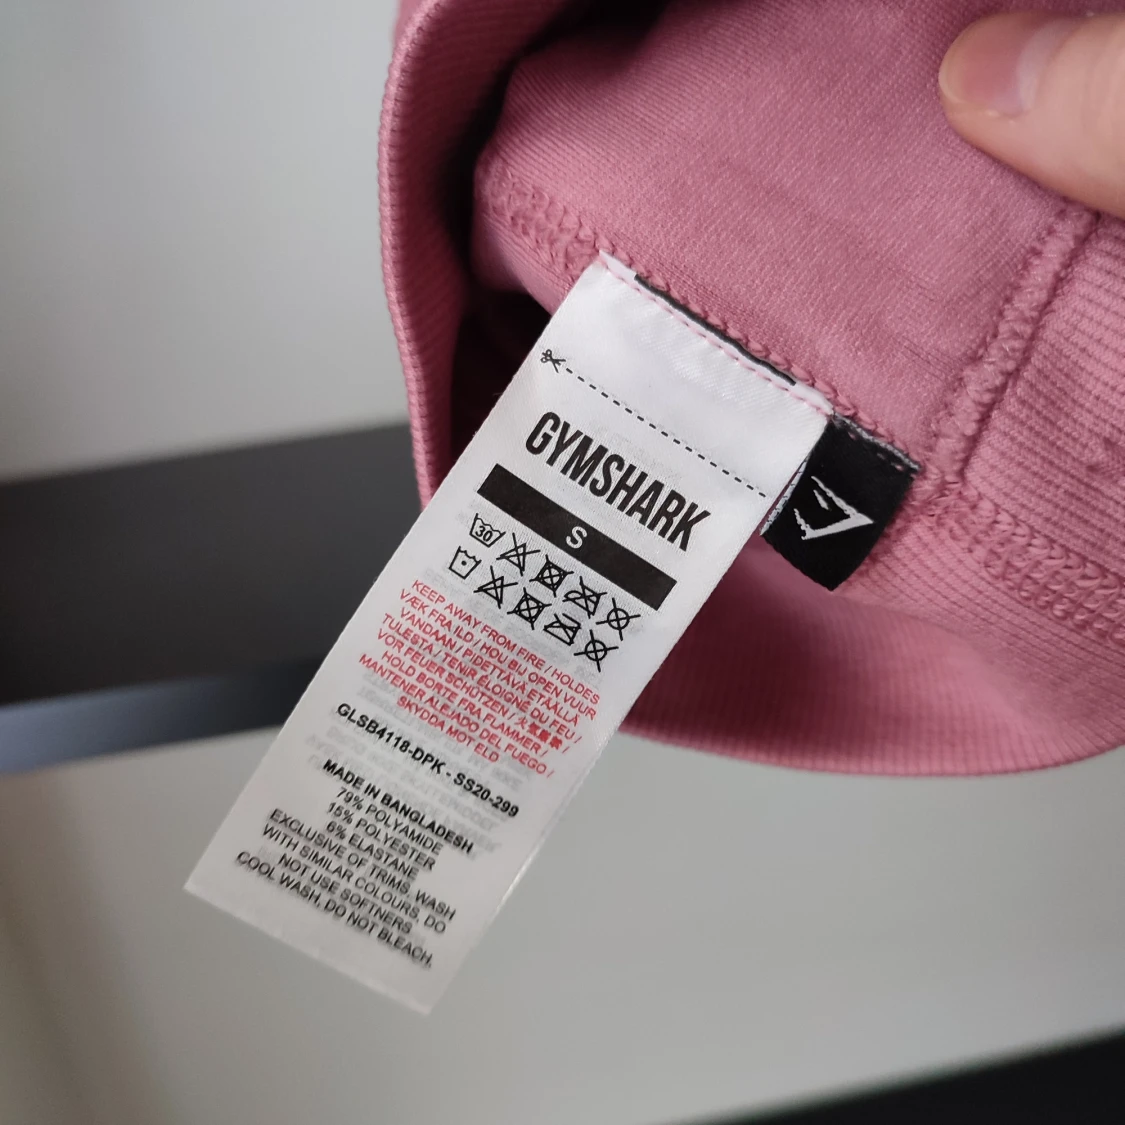 GYMSHARK
S
30
KEEP AWAY FROM FIRE / HOLDES
VÆK FRA ILD / HOU BIJ OPEN VUUR
VANDAAN / PIDETTÄVÄ ETÄÄLLÄ
TULESTA / TENIR ÉLOIGNÉ DU FEU /
VOR FEUER SCHÜTZEN / 火気厳禁 /
HOLD BORTE FRA FLAMMER /
MANTENER ALEJADO DEL FUEGO /
SKYDDA MOT ELD
GLSB4118-DPK - SS20-299
MADE IN BANGLADESH
79% POLYAMIDE
15% POLYESTER
6% ELASTANE
EXCLUSIVE OF TRIMS. WASH
WITH SIMILAR COLOURS. DO
NOT USE SOFTNERS
COOL WASH, DO NOT BLEACH.